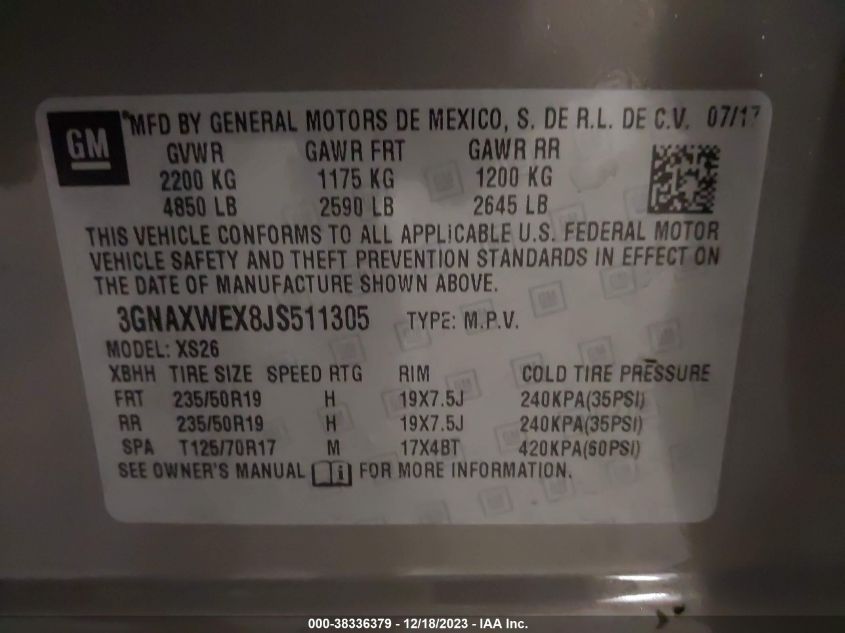 GM
*MFD BY GENERAL MOTORS DE MEXICO, S. DE R.L. DE C.V. 07/17
GVWR GAWR FRT GAWR RR
2200 KG 1175 KG 1200 KG
4850 LB 2590 LB 2645 LB
THIS VEHICLE CONFORMS TO ALL APPLICABLE U.S. FEDERAL MOTOR
VEHICLE SAFETY AND THEFT PREVENTION STANDARDS IN EFFECT ON
THE DATE OF MANUFACTURE SHOWN ABOVE.
3GNAXWEX8JS511305 TYPE: M.P.V.
MODEL: XS26
XBHH TIRE SIZE SPEED RTG RIM COLD TIRE PRESSURE
FRT 235/50R19 H 19X7.5J 240KPA(35PSI)
RR 235/50R19 H 19X7.5J 240KPA(35PSI)
SPA T125/70R17 M 17X4BT 420KPA(60PSI)
SEE OWNER'S MANUAL FOR MORE INFORMATION.
000-38336379 - 12/18/2023 - IAA Inc.